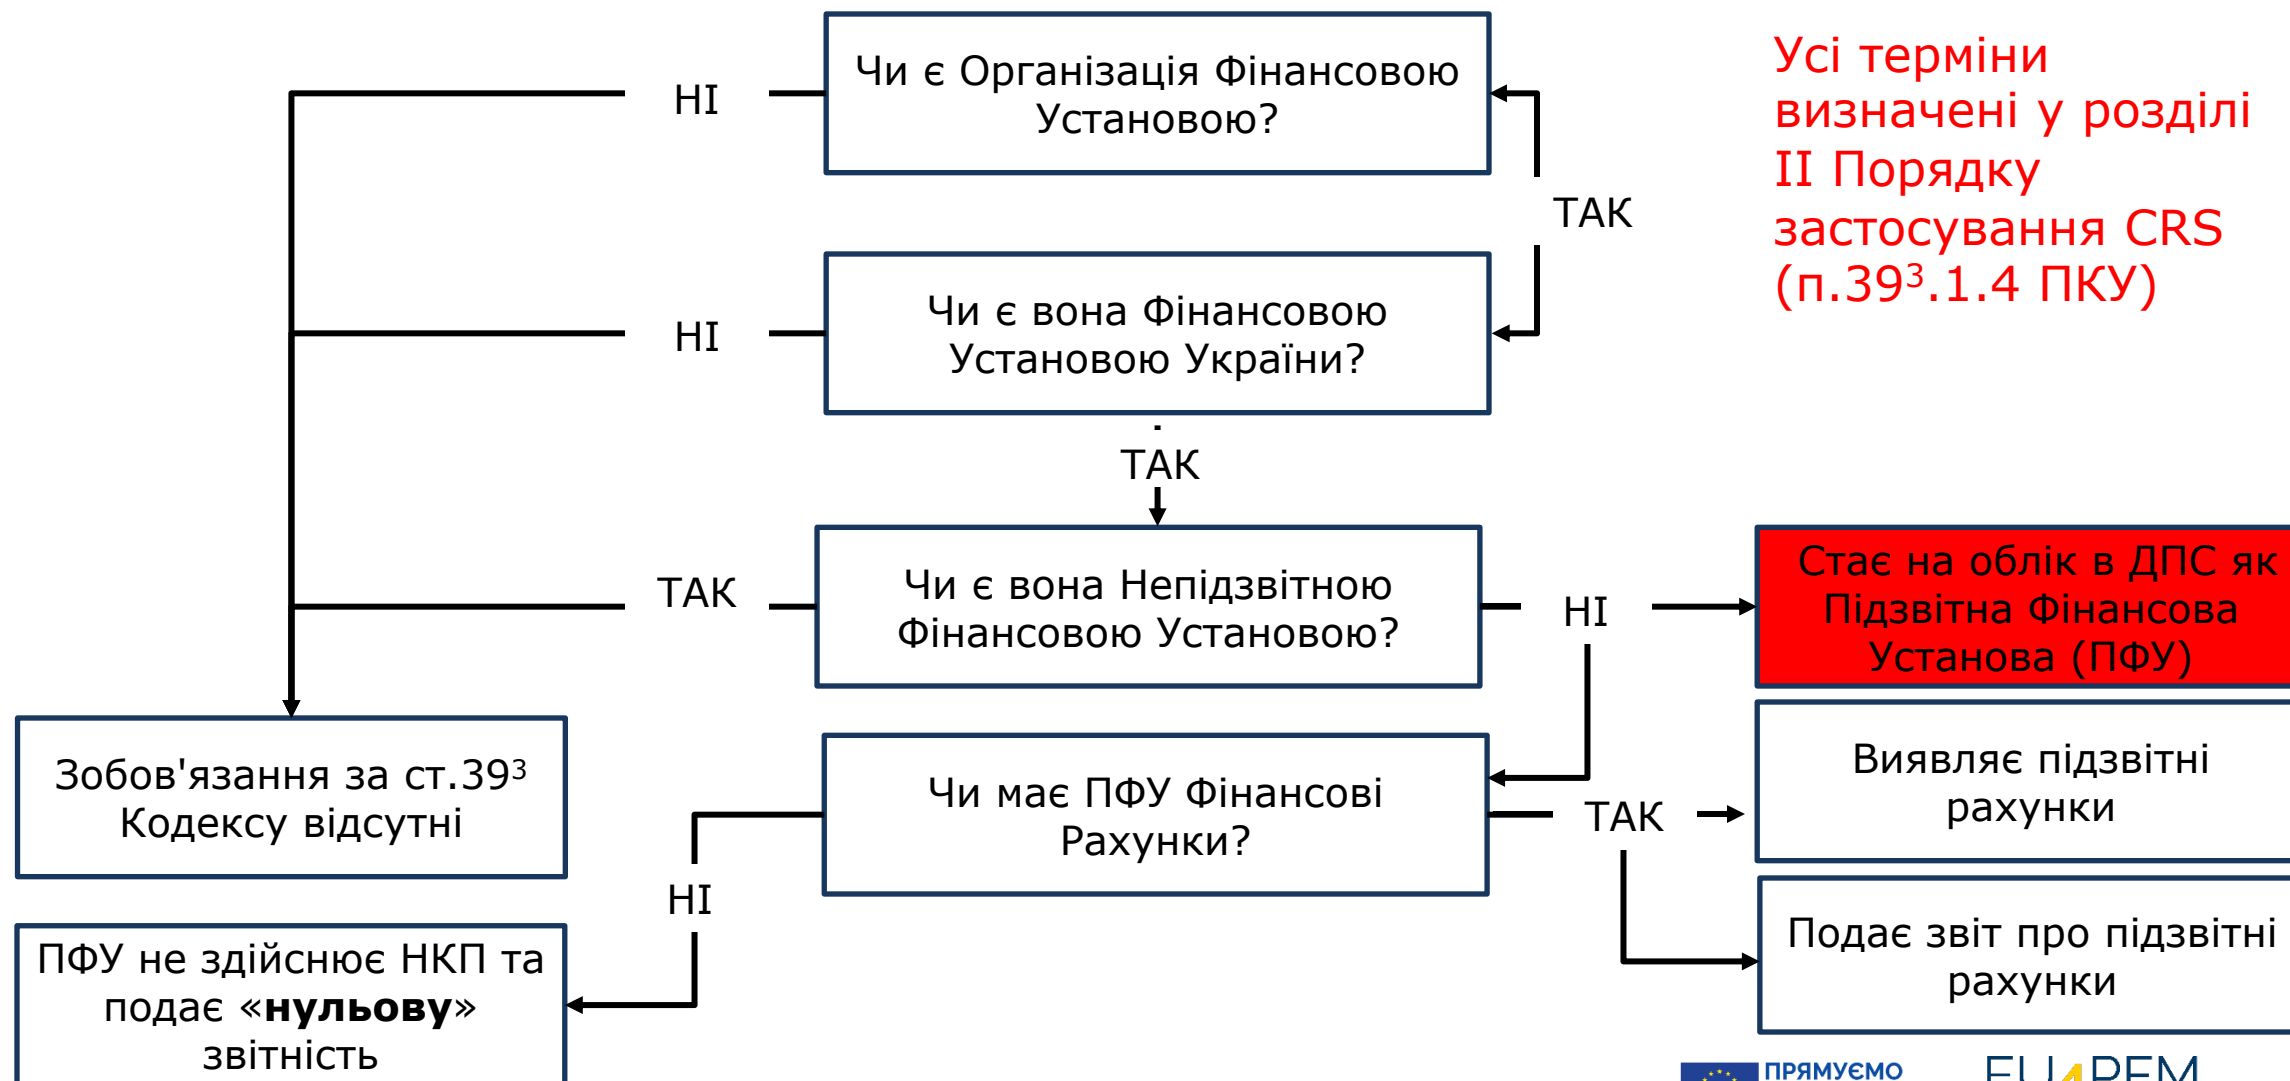 Чи є Організація Фінансовою
Установою?
НІ
Усі терміни
визначені у розділі
ІІ Порядку
застосування CRS
(п.39³.1.4 ПКУ)
ТАК
Чи є вона Фінансовою
Установою України?
НІ
ТАК
Чи є вона Непідзвітною
Фінансовою Установою?
ТАК
НІ
Стає на облік в ДПС як
Підзвітна Фінансова
Установа (ПФУ)
Зобов'язання за ст.39³
Кодексу відсутні
Чи має ПФУ Фінансові
Рахунки?
ТАК
Виявляє підзвітні
рахунки
НІ
Подає звіт про підзвітні
рахунки
ПФУ не здійснює НКП та
подає «нульову»
звітність
ПРЯМУЄМО
EU4PFM